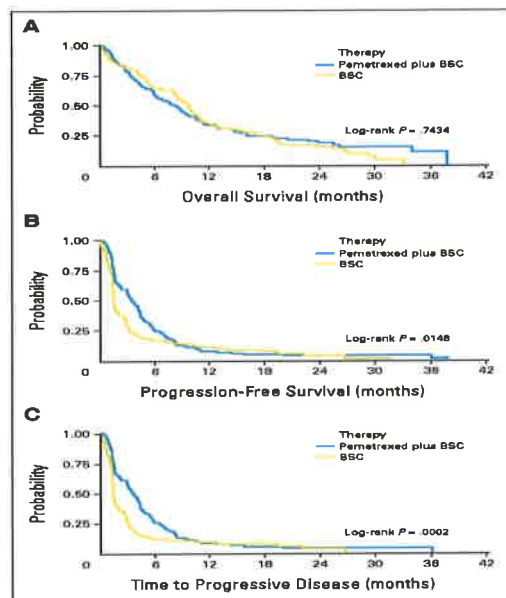 A
Probability
1.00
0.75
0.50
0.25
Therapy
Pemetrexed plus BSC
BSC
Log-rank P = .7434
0 6 12 18 24 30 36 42
Overall Survival (months)
B
Probability
1.00
0.75
0.50
0.25
Therapy
Pemetrexed plus BSC
BSC
Log-rank P = .0148
0 6 12 18 24 30 36 42
Progression-Free Survival (months)
C
Probability
1.00
0.75
0.50
0.25
Therapy
Pemetrexed plus BSC
BSC
Log-rank P = .0002
0 6 12 18 24 30 36 42
Time to Progressive Disease (months)